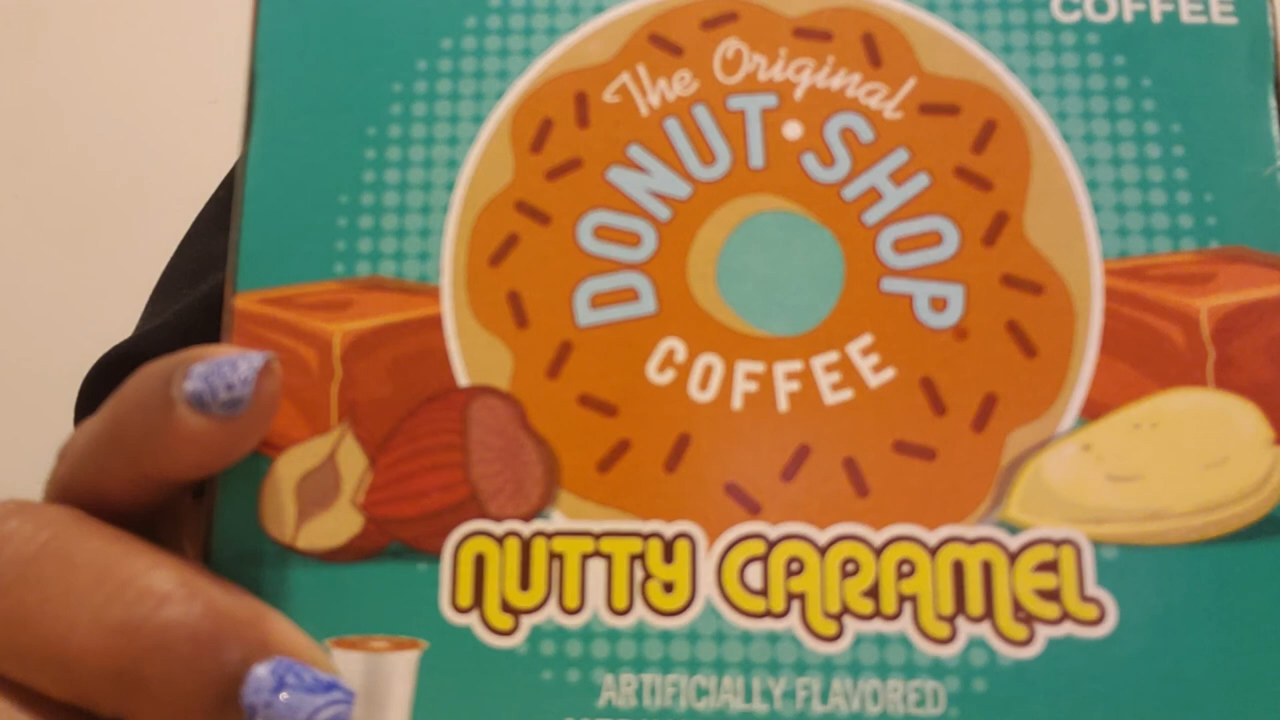 COFFEE
The Original
DONUT•SHOP
COFFEE
NUTTY CARAMEL
ARTIFICIALLY FLAVORED